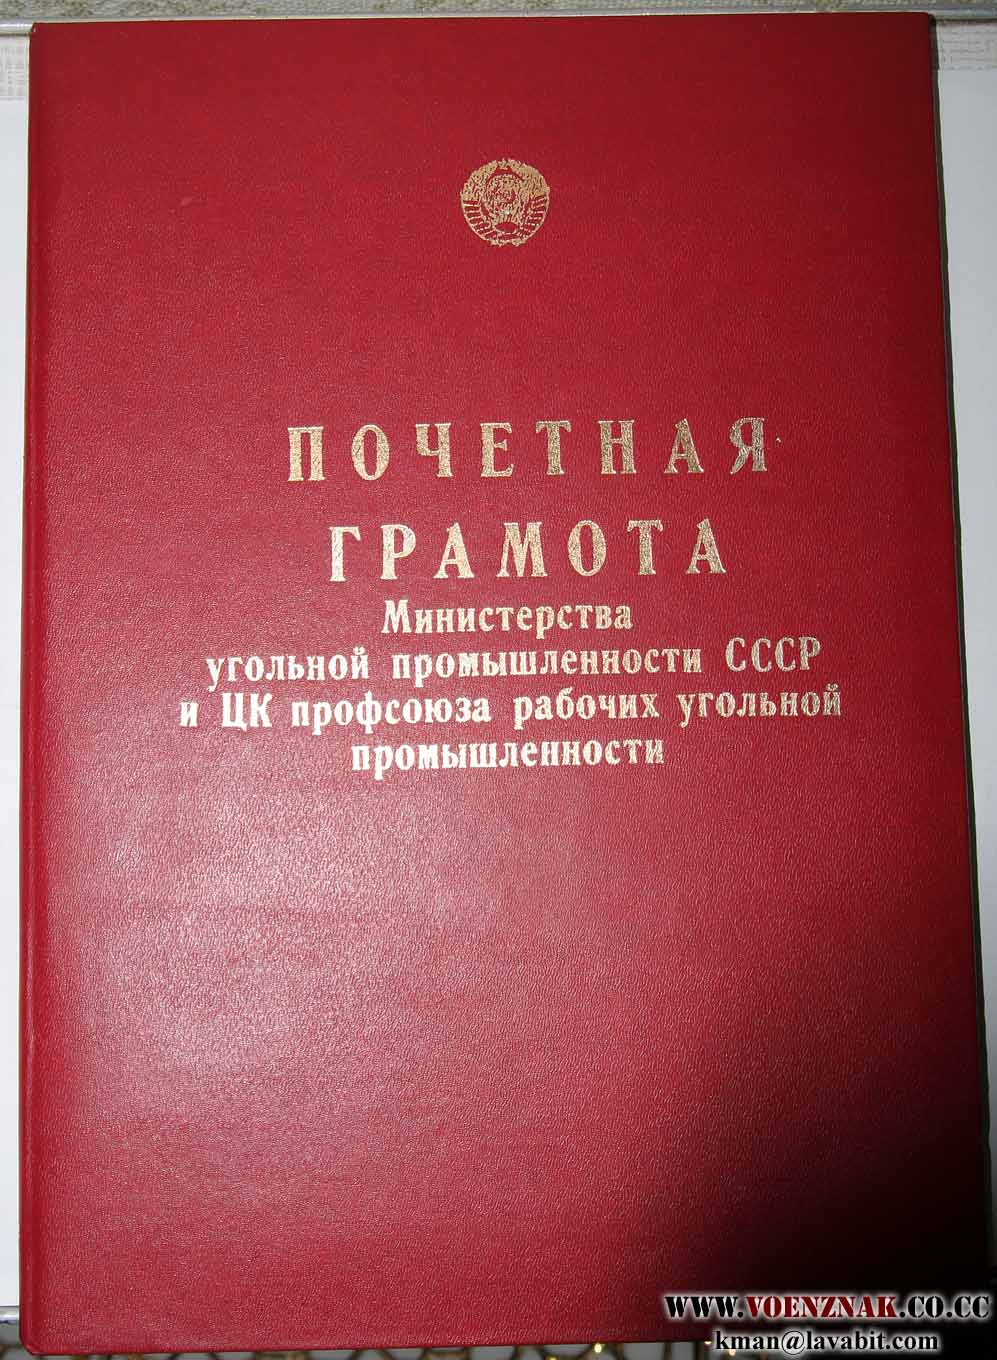 ПОЧЕТНАЯ
ГРАМОТА
Министерства
угольной промышленности СССР
и ЦК профсоюза рабочих угольной
промышленности
WWW.VOENZNAK.CO.CC
kman@lavabit.com